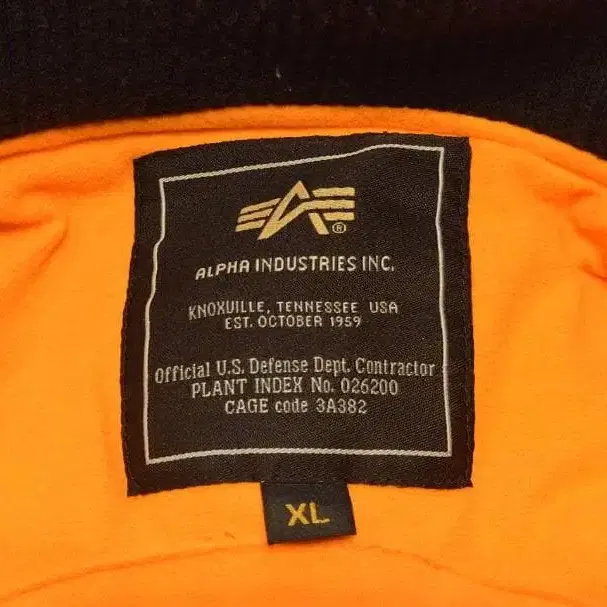 ®
ALPHA INDUSTRIES INC.
KNOXVILLE, TENNESSEE USA
EST. OCTOBER 1959
Official U.S. Defense Dept. Contractor
PLANT INDEX No. 026200
CAGE code 3A382
XL